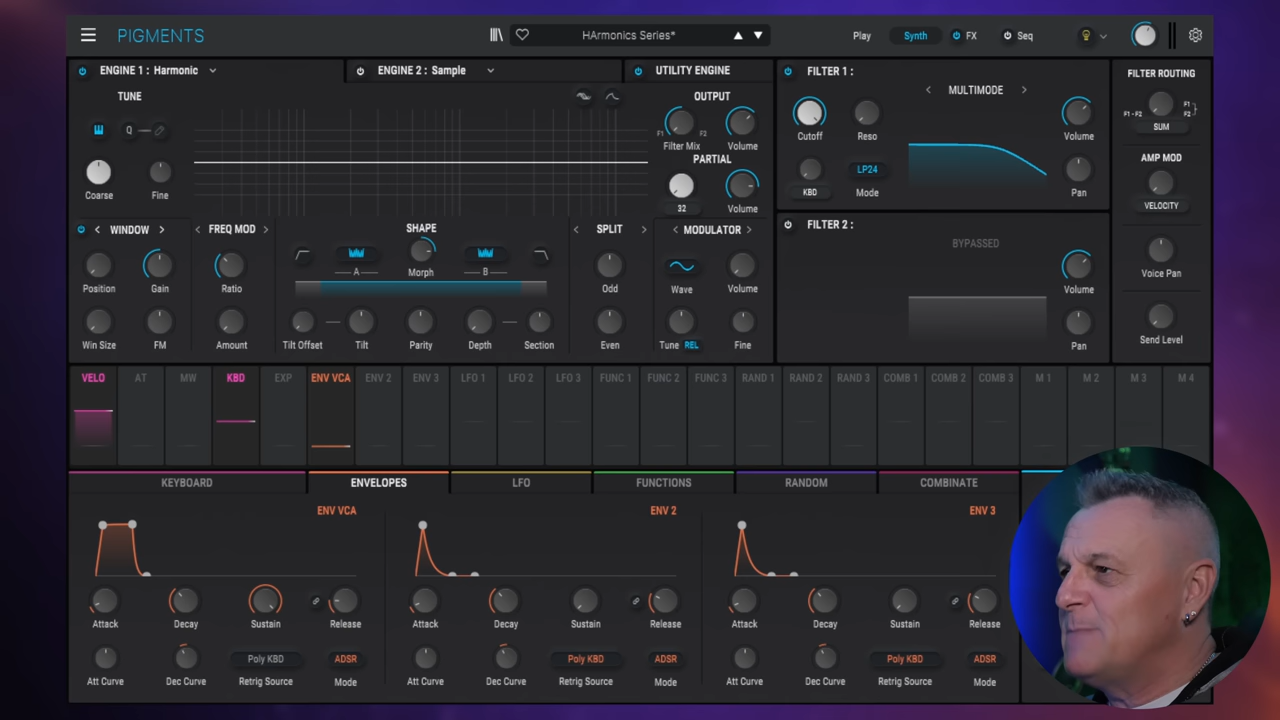 PIGMENTS
HArmonics Series*
Play Synth FX Seq
ENGINE 1 : Harmonic
ENGINE 2 : Sample
UTILITY ENGINE
TUNE
Q
Coarse Fine
OUTPUT
F1 F2
Filter Mix Volume
PARTIAL
32 Volume
WINDOW
Position Gain
Win Size FM
FREQ MOD
Ratio
Amount
SHAPE
A Morph B
Tilt Offset Tilt Parity Depth Section
SPLIT
Odd
Even
MODULATOR
Wave Volume
Tune REL Fine
FILTER 1 :
MULTIMODE
Cutoff Reso Volume
KBD LP24 Mode Pan
FILTER 2 :
BYPASSED
Volume
Pan
FILTER ROUTING
F1 - F2 F1 F2
SUM
AMP MOD
VELOCITY
Voice Pan
Send Level
VELO AT MW KBD EXP ENV VCA ENV 2 ENV 3 LFO 1 LFO 2 LFO 3 FUNC 1 FUNC 2 FUNC 3 RAND 1 RAND 2 RAND 3 COMB 1 COMB 2 COMB 3 M 1 M 2 M 3 M 4
KEYBOARD ENVELOPES LFO FUNCTIONS RANDOM COMBINATE
ENV VCA
Attack Decay Sustain Release
Poly KBD ADSR
Att Curve Dec Curve Retrig Source Mode
ENV 2
Attack Decay Sustain Release
Poly KBD ADSR
Att Curve Dec Curve Retrig Source Mode
ENV 3
Attack Decay Sustain Release
Poly KBD ADSR
Att Curve Dec Curve Retrig Source Mode